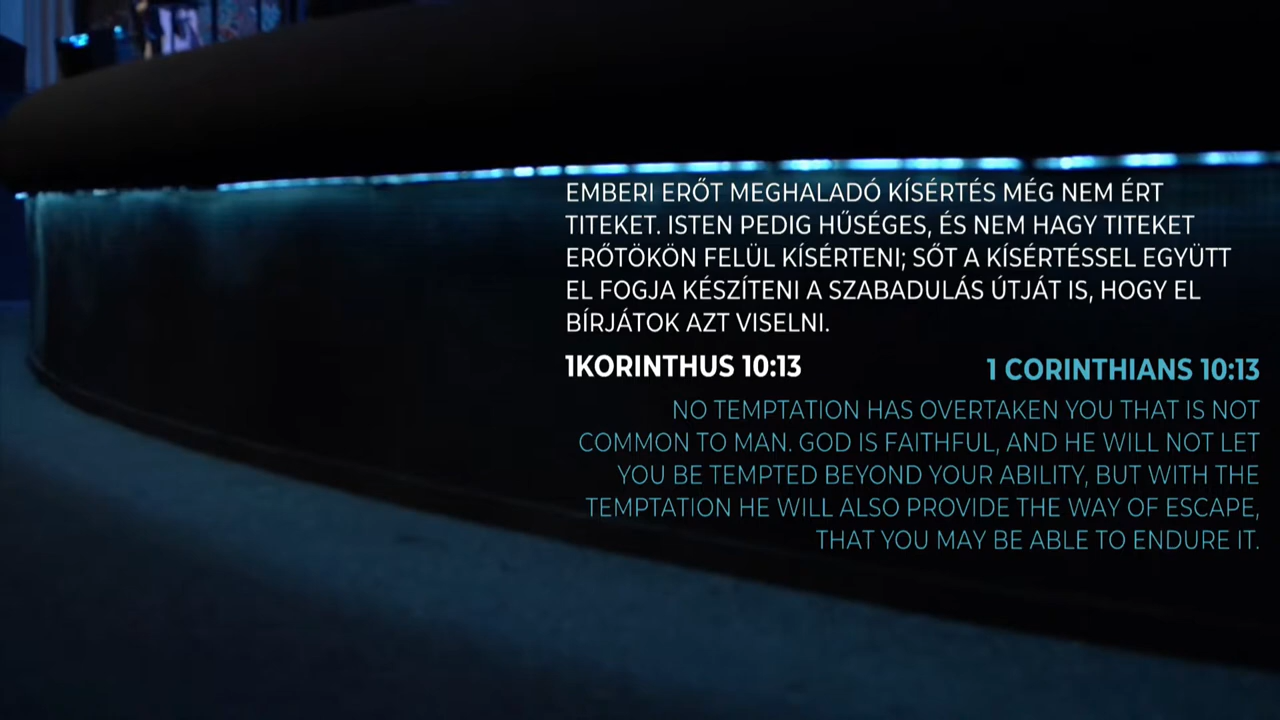 EMBERI ERŐT MEGHALADÓ KÍSÉRTÉS MÉG NEM ÉRT
TITEKET. ISTEN PEDIG HŰSÉGES, ÉS NEM HAGY TITEKET
ERŐTÖKÖN FELÜL KÍSÉRTENI; SŐT A KÍSÉRTÉSSEL EGYÜTT
EL FOGJA KÉSZÍTENI A SZABADULÁS ÚTJÁT IS, HOGY EL
BÍRJÁTOK AZT VISELNI.
1KORINTHUS 10:13
1 CORINTHIANS 10:13
NO TEMPTATION HAS OVERTAKEN YOU THAT IS NOT
COMMON TO MAN. GOD IS FAITHFUL, AND HE WILL NOT LET
YOU BE TEMPTED BEYOND YOUR ABILITY, BUT WITH THE
TEMPTATION HE WILL ALSO PROVIDE THE WAY OF ESCAPE,
THAT YOU MAY BE ABLE TO ENDURE IT.